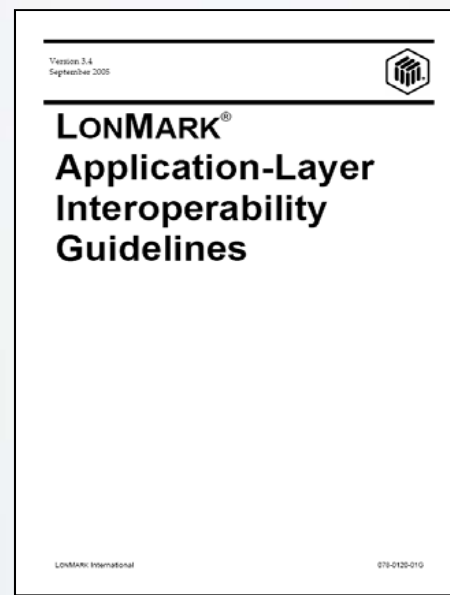 Version 3.4
September 2005
LONMARK®
Application-Layer
Interoperability
Guidelines
LONMARK International
078-0120-01G